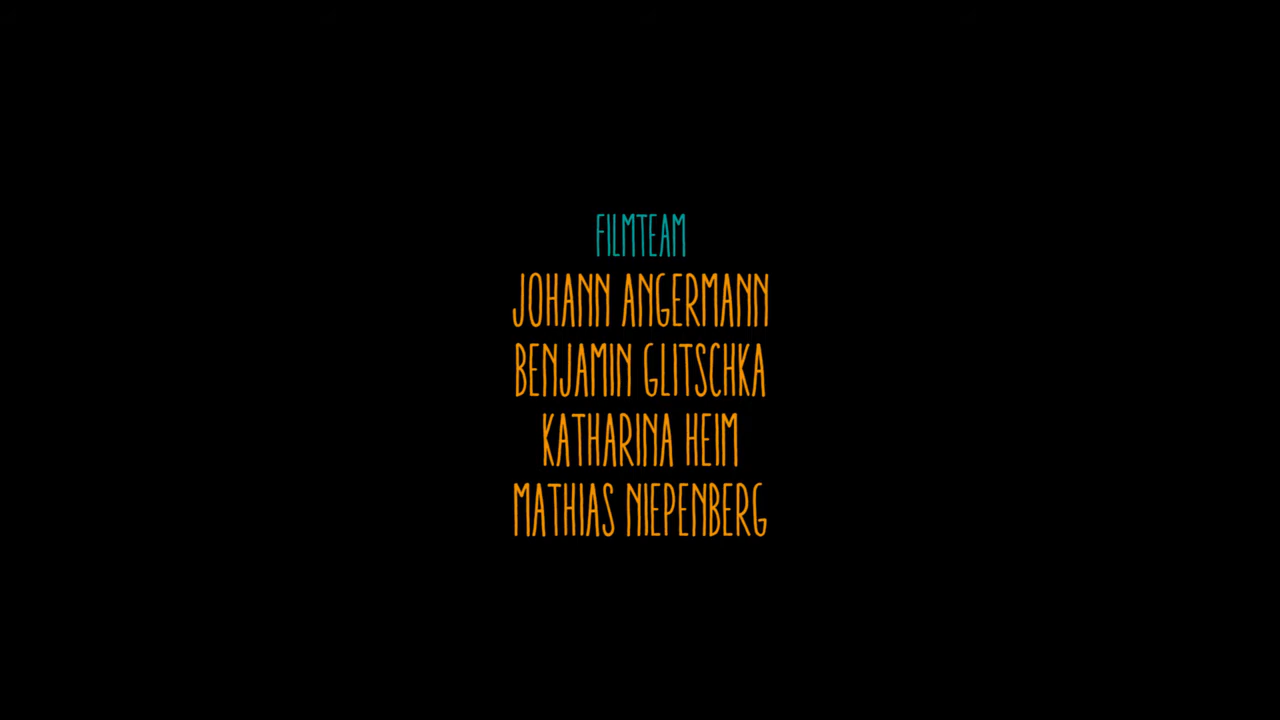 FILMTEAM
JOHANN ANGERMANN
BENJAMIN GLITSCHKA
KATHARINA HEIM
MATHIAS NIEPENBERG